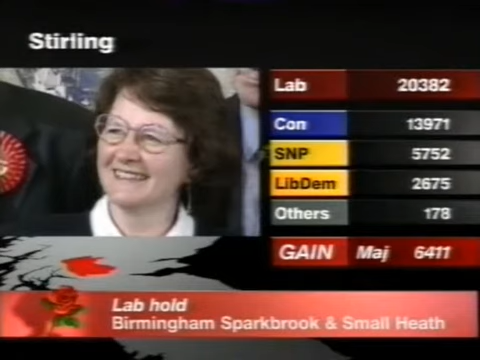 Stirling
Lab 20382
Con 13971
SNP 5752
LibDem 2675
Others 178
GAIN Maj 6411
Lab hold
Birmingham Sparkbrook & Small Heath